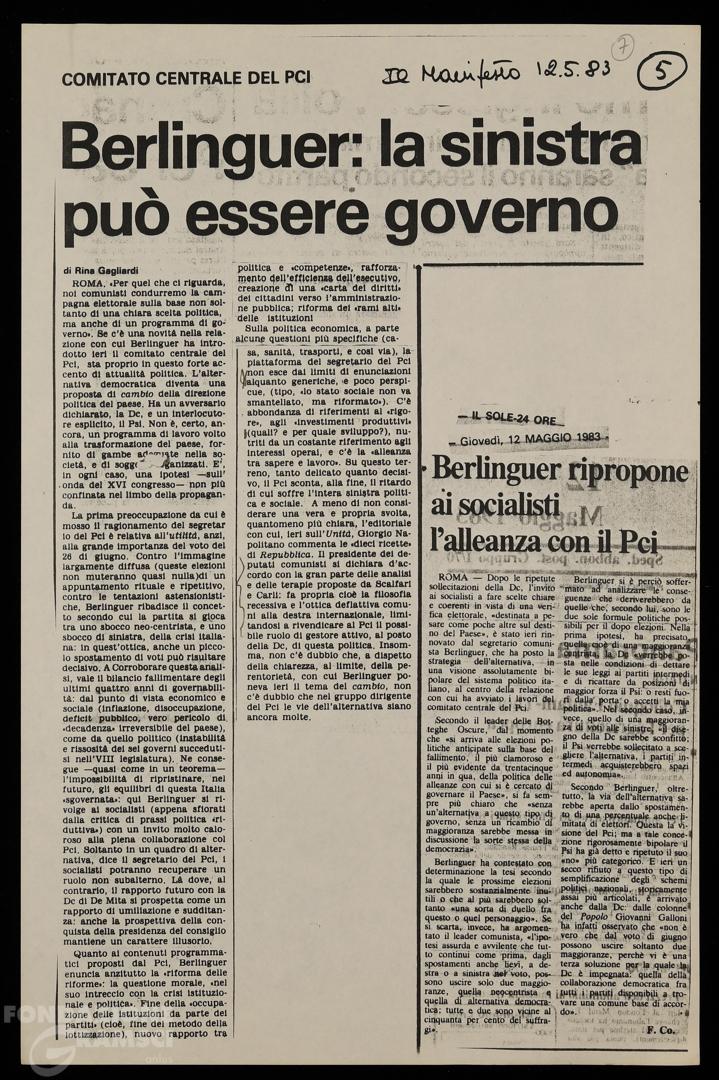 COMITATO CENTRALE DEL PCI
Il Manifesto 12.5.83
7
5
Berlinguer: la sinistra
può essere governo
di Rina Gagliardi
ROMA. «Per quel che ci riguarda,
noi comunisti condurremo la cam-
pagna elettorale sulla base non sol-
tanto di una chiara scelta politica,
ma anche di un programma di go-
verno». Se c'è una novità nella rela-
zione con cui Berlinguer ha intro-
dotto ieri il comitato centrale del
Pci, sta proprio in questo forte ac-
cento di attualità politica. L'alter-
nativa democratica diventa una
proposta di cambio della direzione
politica del paese. Ha un avversario
dichiarato, la Dc, e un interlocuto-
re esplicito, il Psi. Non è, certo, an-
cora, un programma di lavoro volto
alla trasformazione del paese, for-
nito di gambe nella so-
cietà, e di sogg anizzati. E',
in ogni caso, una ipotesi —sull'
onda del XVI congresso— non più
confinata nel limbo della propagan-
da.
La prima preoccupazione da cui è
mosso il ragionamento del segretar
io del Pci è relativa all'utilità, anzi,
alla grande importanza del voto del
26 di giugno. Contro l'immagine
largamente diffusa (queste elezioni
non muteranno quasi nulla)di un
appuntamento rituale e ripetitivo,
contro le tentazioni astensionisti-
che, Berlinguer ribadisce il concet-
to secondo cui la partita si gioca
tra uno sbocco neo-centrista, e uno
sbocco di sinistra, della crisi italia-
na: in quest'ottica, anche un picco-
lo spostamento di voti può risultare
decisivo. A Corroborare questa anali-
si, vale il bilancio fallimentare degli
ultimi quattro anni di governabili-
tà: dal punto di vista economico e
sociale (inflazione, disoccupazione,
deficit pubblico, vero pericolo di
«decadenza» irreversibile del paese),
come da quello politico (instabilità
e rissosità dei sei governi succeduti-
si nell'VIII legislatura). Ne conse-
gue —quasi come in un teorema—
l'impossibilità di ripristinare, nel
futuro, gli equilibri di questa Italia
«sgovernata»: qui Berlinguer si ri-
volge ai socialisti (appena sfiorati
dalla critica di prassi politica «ri-
duttiva») con un invito molto calo-
roso alla piena collaborazione col
Pci. Soltanto in un quadro di alter-
nativa, dice il segretario del Pci, i
socialisti potranno recuperare un
ruolo non subalterno. Là dove, al
contrario, il rapporto futuro con la
Dc di De Mita si prospetta come un
rapporto di umiliazione e sudditan-
za: anche la prospettiva della con-
quista della presidenza del consiglio
mantiene un carattere illusorio.
Quanto ai contenuti programma-
tici proposti dal Pci, Berlinguer
enuncia anzitutto la «riforma delle
riforme»: la questione morale, «nel
suo intreccio con la crisi istituzio-
nale e politica». Fine della «occupa-
zione delle istituzioni da parte dei
partiti» (cioè, fine del metodo della
lottizzazione), nuovo rapporto tra
politica e «competenze», rafforza-
mento dell'efficienza dell'esecutivo,
creazione di una «carta dei diritti»
dei cittadini verso l'amministrazio-
ne pubblica; riforma dei «rami alti»
delle istituzioni
Sulla politica economica, a parte
alcune questioni più specifiche (ca-
sa, sanità, trasporti, e così via), la
piattaforma del segretario del Pci
non esce dai limiti di enunciazioni
alquanto generiche, e poco perspi-
cue, (tipo, «lo stato sociale non va
smantellato, ma riformato»). C'è
abbondanza di riferimenti al «rigo-
re», agli «investimenti produttivi»
(quali? e per quale sviluppo?), nu-
triti da un costante riferimento agli
interessi operai, e c'è la «alleanza
tra sapere e lavoro». Su questo ter-
reno, tanto delicato quanto decisi-
vo, il Pci sconta, alla fine, il ritardo
di cui soffre l'intera sinistra politi-
ca e sociale. A meno di non consi-
derare una vera e propria svolta,
quantomeno più chiara, l'editoriale
con cui, ieri sull'Unità, Giorgio Na-
politano commenta le «dieci ricette»
di Repubblica. Il presidente dei de-
putati comunisti si dichiara d'ac-
cordo con la gran parte delle analisi
e delle terapie proposte da Scalfari
e Carli: fa propria cioè la filosofia
recessiva e l'ottica deflattiva comu-
ni alla destra internazionale, limi-
tandosi a rivendicare al Pci il possi-
bile ruolo di gestore attivo, al posto
della Dc, di questa politica. Insom-
ma, non c'è dubbio che, a dispetto
della chiarezza, al limite, della pe-
rentorietà, con cui Berlinguer po-
neva ieri il tema del cambio, non
è dubbio che nel gruppo dirigente
del Pci le vie dell'alternativa siano
ancora molte.
— IL SOLE-24 ORE
— Giovedì, 12 MAGGIO 1983 -
Berlinguer ripropone
ai socialisti
l'alleanza con il Pci
ROMA — Dopo le ripetute
sollecitazioni della Dc, l'invito
ai socialisti a fare scelte chiare
e coerenti in vista di una veri-
fica elettorale, «destinata a pe-
sare come poche altre sul desti-
no del Paese», è stato ieri rin-
novato dal segretario comuni-
sta Berlinguer, che ha posto la
strategia dell'alternativa, in
una visione assolutamente bi-
polare del sistema politico ita-
liano, al centro della relazione
con cui ha avviato i lavori del
comitato centrale del Pci.
Secondo il leader delle Bot-
teghe Oscure, dal momento
che «si arriva alle elezioni po-
litiche anticipate sulla base del
fallimento, il più clamoroso e
il più evidente da trentacinque
anni in qua, della politica delle
alleanze con cui si è cercato di
governare il Paese», si fa sem-
pre più chiaro che «senza
un'alternativa a questo tipo di
governo, senza un ricambio di
maggioranza sarebbe messa in
discussione la sorte stessa della
democrazia».
Berlinguer ha contestato con
determinazione la tesi secondo
la quale le prossime elezioni
sarebbero sostanzialmente inu-
tili o che al più sarebbero sol-
tanto «una sorta di duello fra
questo o quel personaggio». Se
si scarta, invece, ha argomen-
tato il leader comunista, «l'ipo-
tesi assurda e avvilente che tut-
to continui come prima, dagli
spostamenti anche lievi, a de-
stra o a sinistra nel voto, pos-
sono uscire solo due maggio-
ranze, quella neocentrista e
quella di alternativa democra-
tica: tutte e due sono vicine al
cinquanta per cento dei suffra-
gi».
Berlinguer si è perciò soffer-
mato ad analizzare le conse-
guenze che deriverebbero da
quelle che, secondo lui, sono le
due sole formule politiche pos-
sibili per il dopo elezioni. Nella
prima ipotesi, ha precisato,
quella poi di una maggioranza
centrista, la Dc sarebbe po-
sta nelle condizioni di dettare
le sue leggi ai partiti intermedi
e di ricattare da posizioni di
maggior forza il Psi: o resti fuo-
ri dalla porta o accetti la mia
politica». Nel secondo caso, in-
vece, quello di una maggioran-
za di voti alle sinistre, «il dise-
gno della Dc sarebbe sconfitto;
il Psi verrebbe sollecitato a sce-
gliere l'alternativa, i partiti in-
termedi acquisterebbero spazi
ed autonomia».
Secondo Berlinguer, oltre-
tutto, la via dell'alternativa sa-
rebbe aperta dallo spostamen-
to di una percentuale anche li-
mitata di elettori. Questa la vi-
sione del Pci; ma a tale conce-
zione rigorosamente bipolare il
Psi ha già detto e ripetuto il suo
«no» più categorico. E ieri un
secco rifiuto a questo tipo di
semplificazione degli schemi
politici nazionali, storicamente
assai più articolati, è arrivato
anche dalla Dc: dalle colonne
del Popolo Giovanni Galloni
ha infatti osservato che «non è
vero che dal voto di giugno
possono uscire soltanto due
maggioranze, perchè vi è una
terza soluzione per la quale la
Dc è impegnata: quella della
collaborazione democratica fra
tutti i partiti disponibili a tro-
vare una comune base di accor-
do».
F. Co.
FON
GRAMSCI
onlus